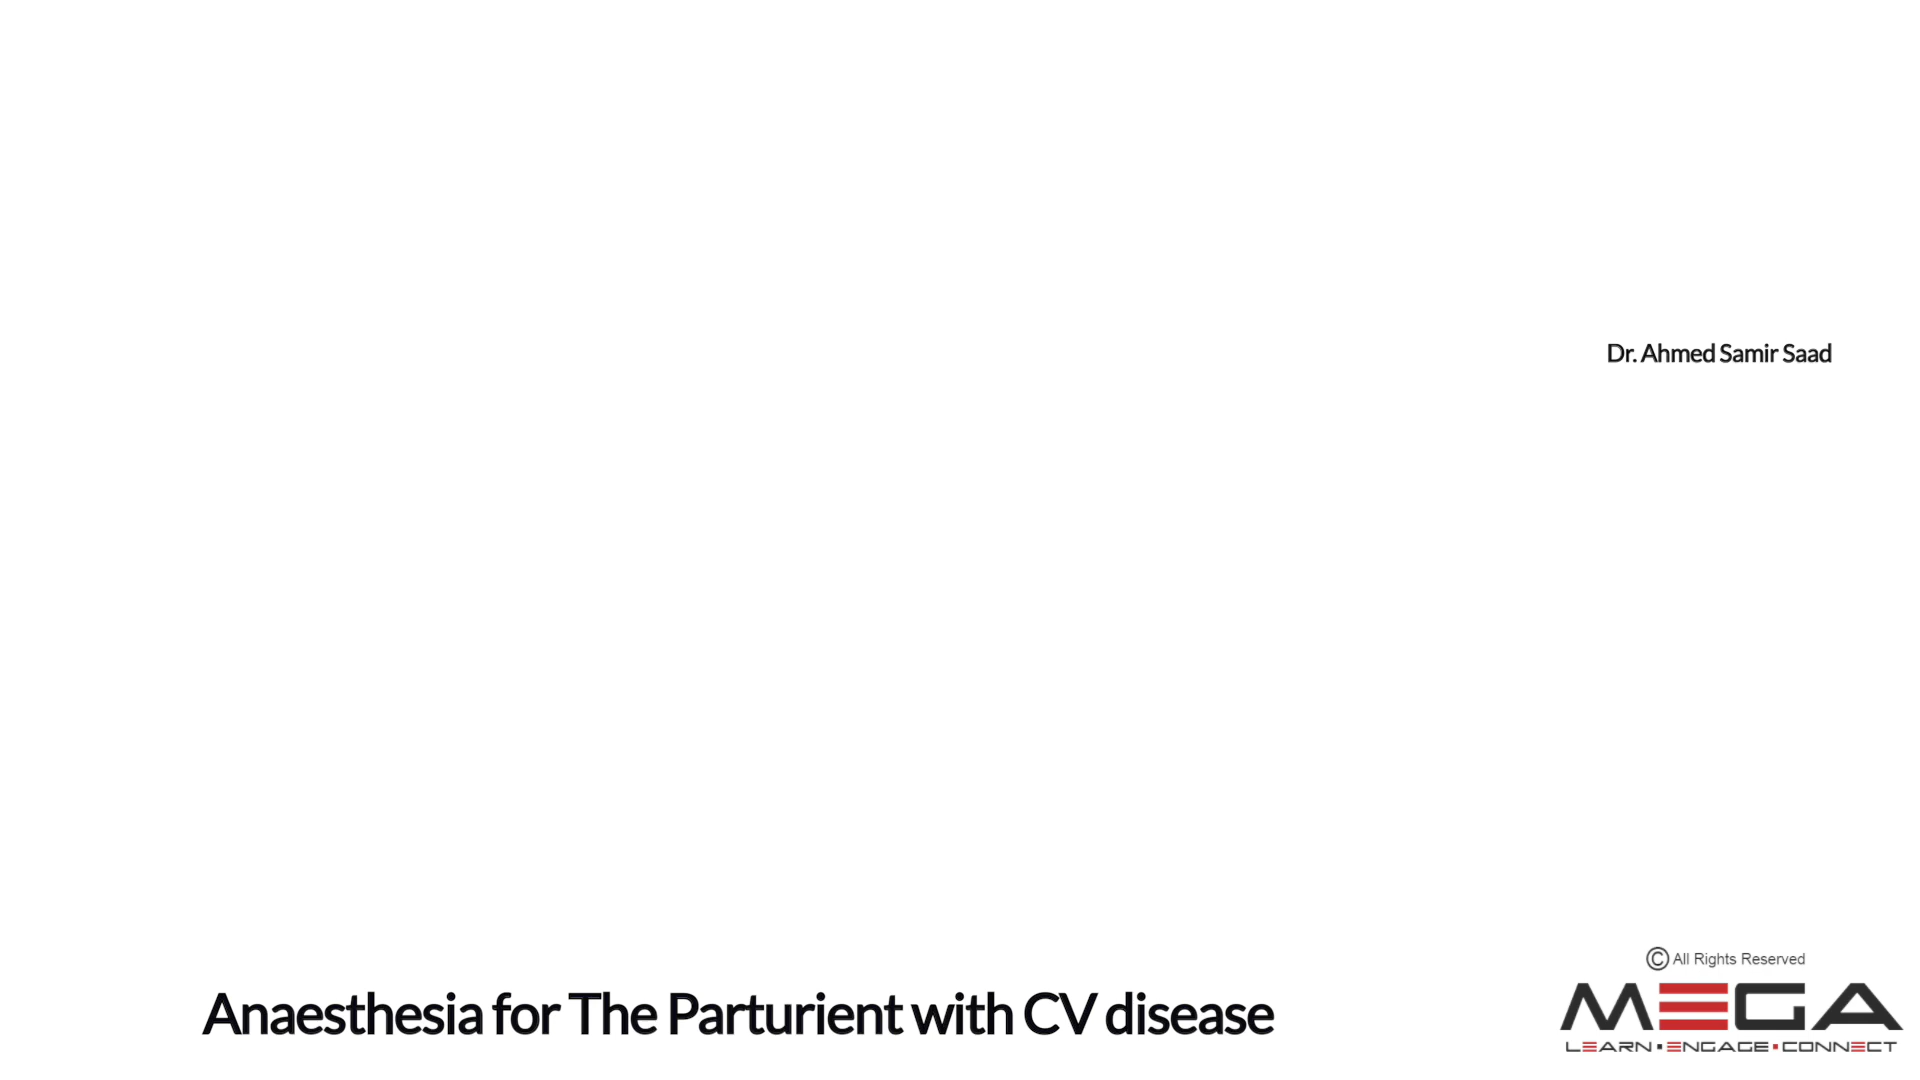 Dr. Ahmed Samir Saad
© All Rights Reserved
Anaesthesia for The Parturient with CV disease
MEGA
LEARN • ENGAGE • CONNECT